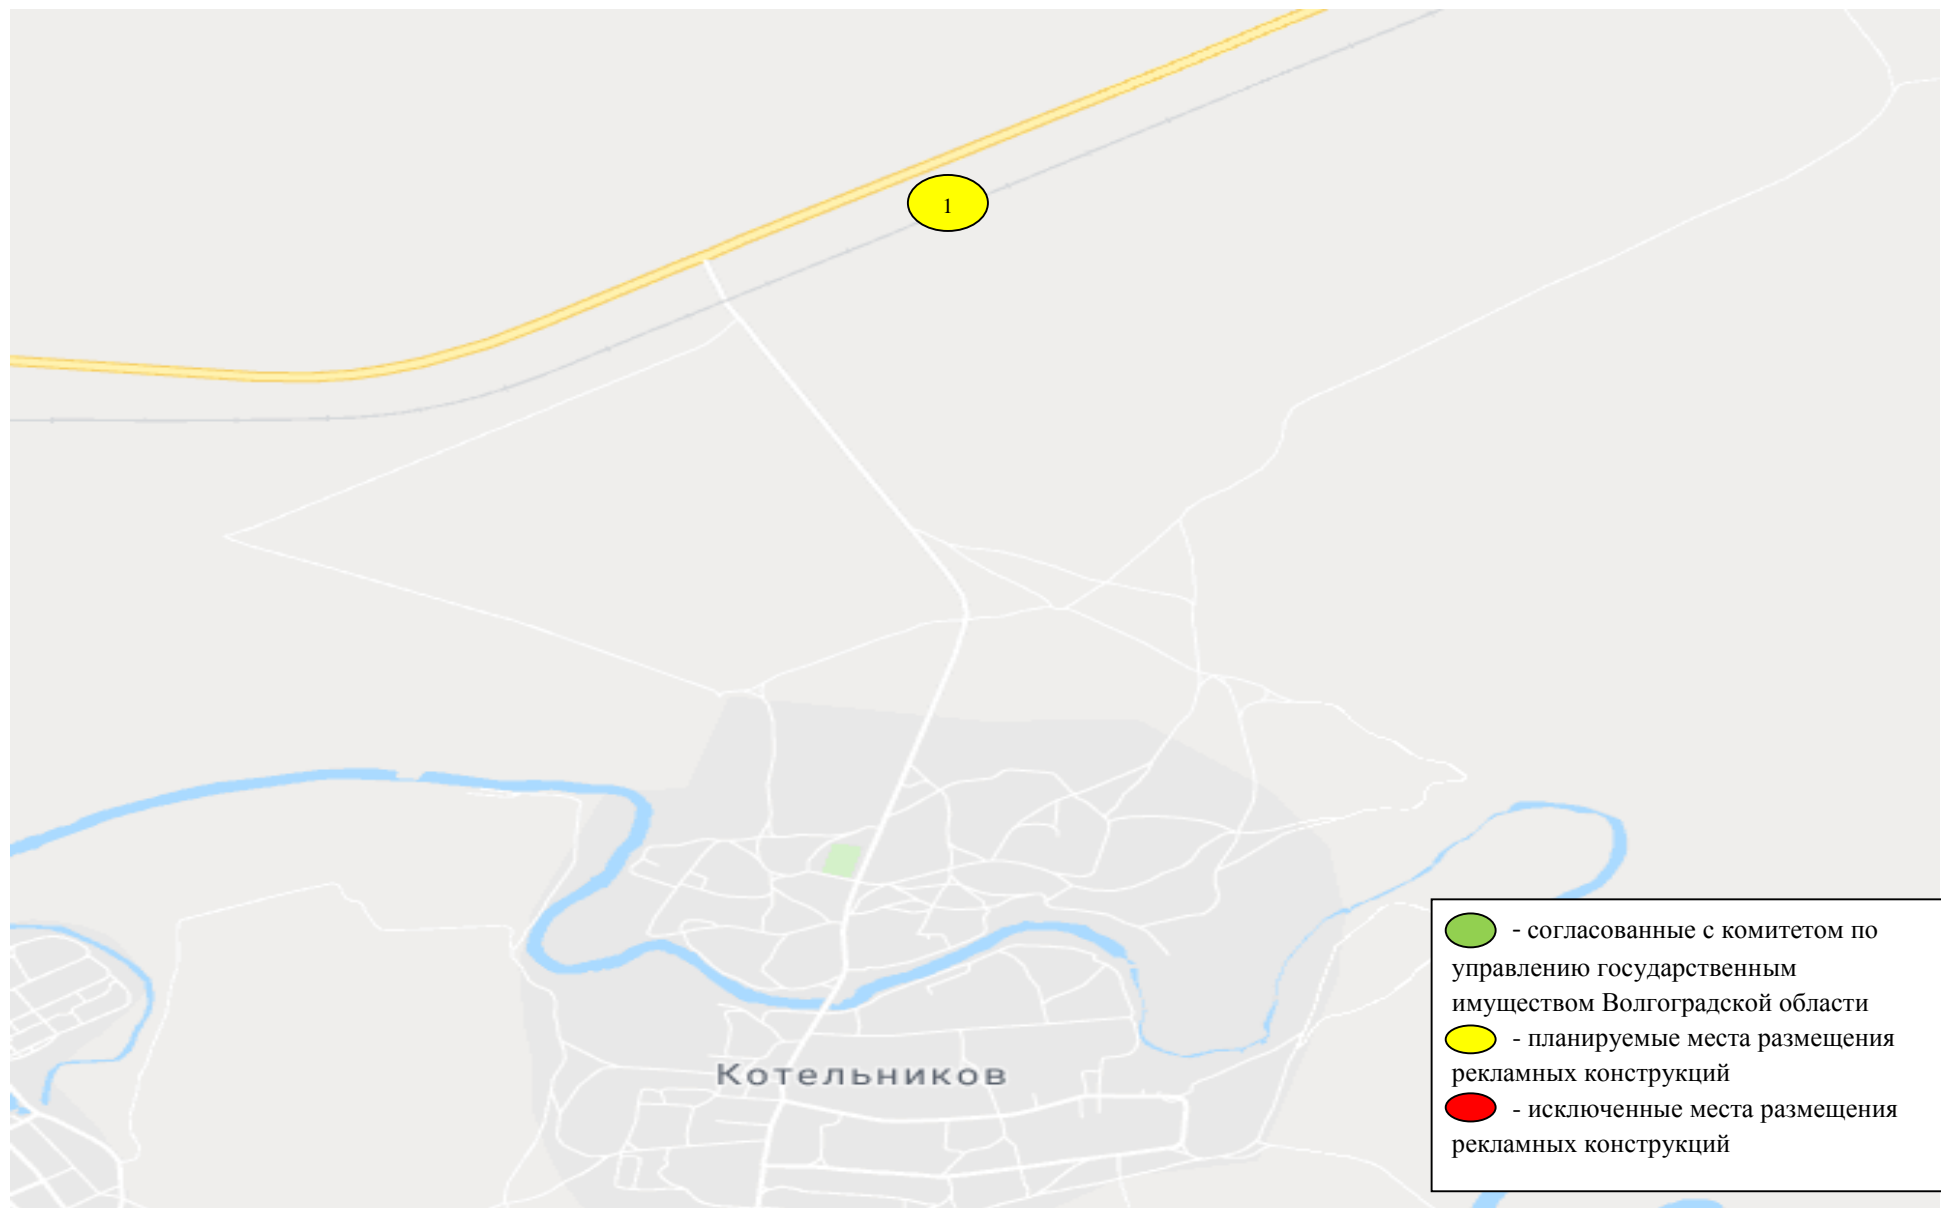 1
Котельников
- согласованные с комитетом по
управлению государственным
имуществом Волгоградской области
- планируемые места размещения
рекламных конструкций
- исключенные места размещения
рекламных конструкций